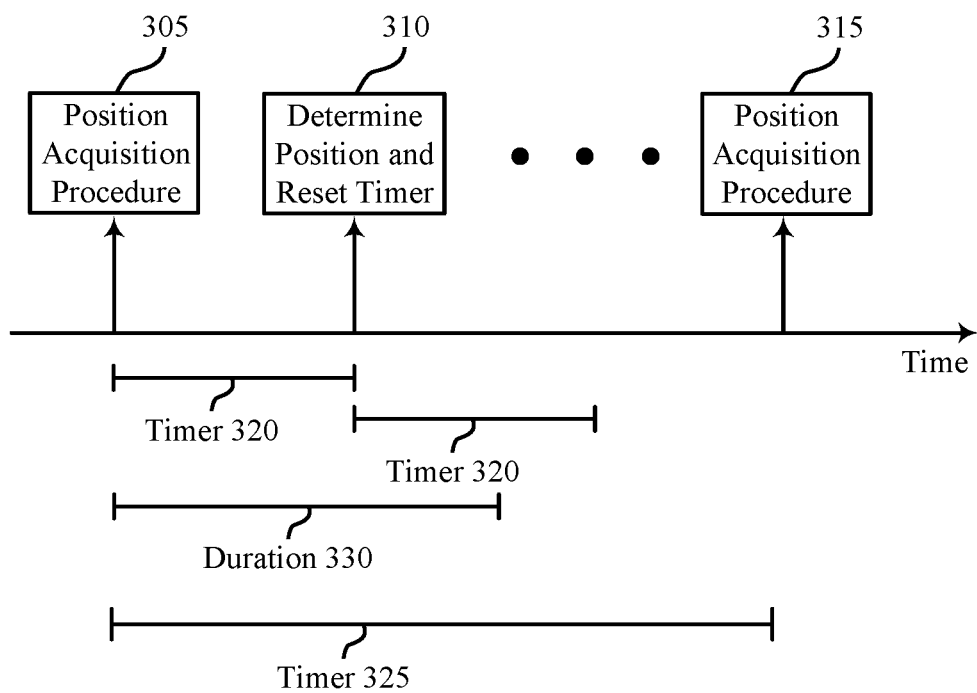 305
310
315
Position
Acquisition
Procedure
Determine
Position and
Reset Timer
Position
Acquisition
Procedure
Time
Timer 320
Timer 320
Duration 330
Timer 325